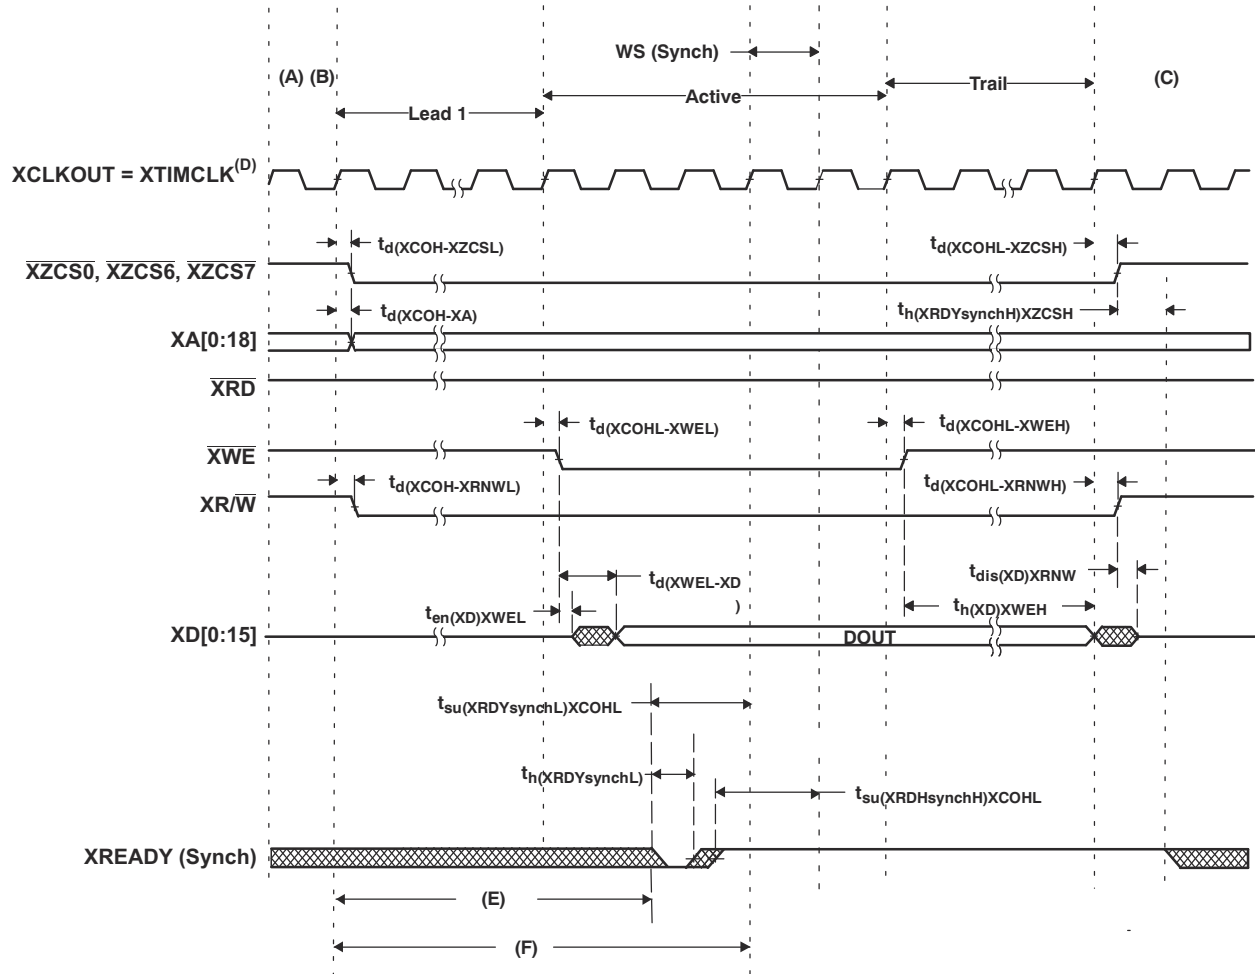 WS (Synch)
(A) (B)
(C)
Trail
Active
Lead 1
XCLKOUT = XTIMCLK(D)
td(XCOH-XZCSL)
td(XCOHL-XZCSH)
XZCS0, XZCS6, XZCS7
td(XCOH-XA)
th(XRDYsynchH)XZCSH
XA[0:18]
XRD
td(XCOHL-XWEL)
td(XCOHL-XWEH)
XWE
td(XCOH-XRNWL)
td(XCOHL-XRNWH)
XR/W
td(XWEL-XD
)
tdis(XD)XRNW
ten(XD)XWEL
th(XD)XWEH
XD[0:15]
DOUT
tsu(XRDYsynchL)XCOHL
th(XRDYsynchL)
tsu(XRDHsynchH)XCOHL
XREADY (Synch)
(E)
(F)